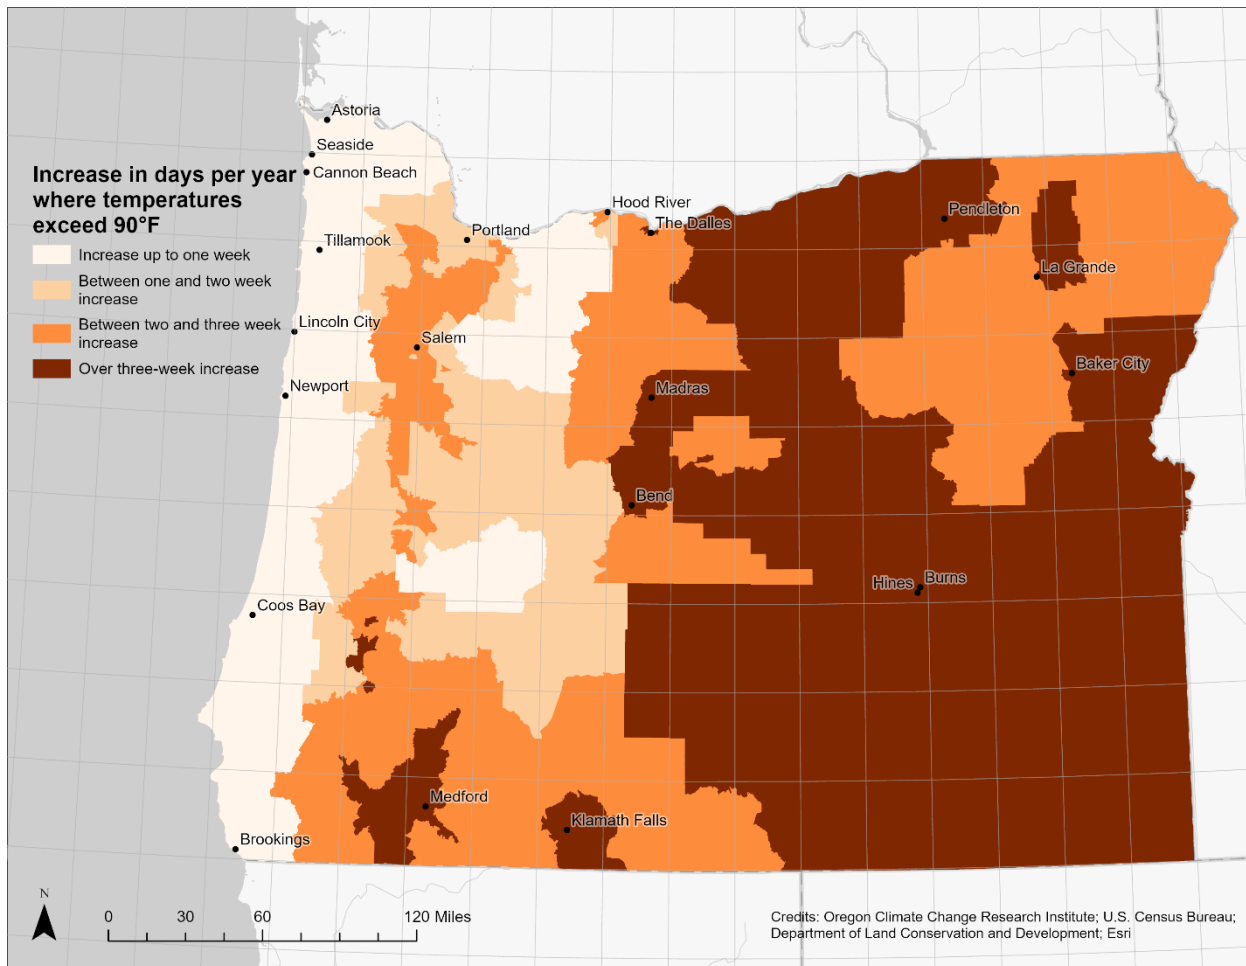 Astoria
Seaside
Cannon Beach
Increase in days per year
where temperatures
exceed 90°F
Increase up to one week
Between one and two week
increase
Between two and three week
increase
Over three-week increase
Hood River
The Dalles
Pendleton
Portland
Tillamook
La Grande
Lincoln City
Salem
Baker City
Newport
Madras
Bend
Hines
Burns
Coos Bay
Medford
Klamath Falls
Brookings
N
0 30 60 120 Miles
Credits: Oregon Climate Change Research Institute; U.S. Census Bureau;
Department of Land Conservation and Development; Esri